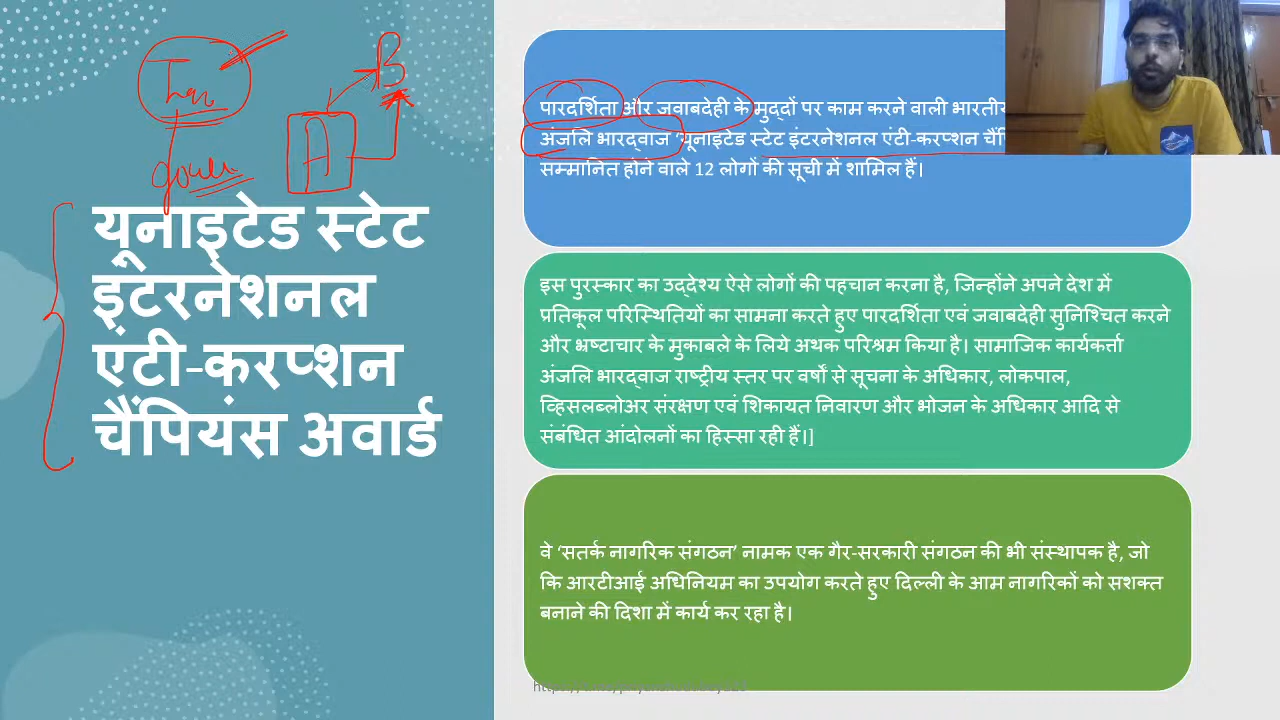 यूनाइटेड स्टेट
इंटरनेशनल
एंटी-करप्शन
चैंपियंस अवार्ड
पारदर्शिता और जवाबदेही के मुद्दों पर काम करने वाली भारतीय
अंजलि भारद्वाज 'यूनाइटेड स्टेट इंटरनेशनल एंटी-करप्शन
सम्मानित होने वाले 12 लोगों की सूची में शामिल हैं।
इस पुरस्कार का उद्देश्य ऐसे लोगों की पहचान करना है, जिन्होंने अपने देश में
प्रतिकूल परिस्थितियों का सामना करते हुए पारदर्शिता एवं जवाबदेही सुनिश्चित करने
और भ्रष्टाचार के मुकाबले के लिये अथक परिश्रम किया है। सामाजिक कार्यकर्त्ता
अंजलि भारद्वाज राष्ट्रीय स्तर पर वर्षों से सूचना के अधिकार, लोकपाल,
व्हिसलब्लोअर संरक्षण एवं शिकायत निवारण और भोजन के अधिकार आदि से
संबंधित आंदोलनों का हिस्सा रही हैं।]
वे 'सतर्क नागरिक संगठन' नामक एक गैर-सरकारी संगठन की भी संस्थापक है, जो
कि आरटीआई अधिनियम का उपयोग करते हुए दिल्ली के आम नागरिकों को सशक्त
बनाने की दिशा में कार्य कर रहा है।
A
B